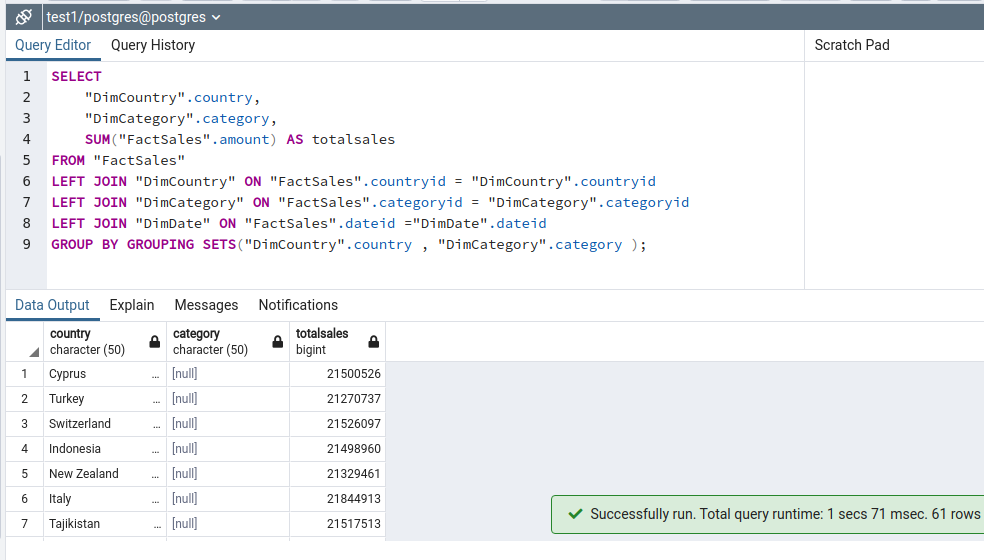 test1/postgres@postgres
Query Editor Query History Scratch Pad
1 SELECT
2 "DimCountry".country,
3 "DimCategory".category,
4 SUM("FactSales".amount) AS totalsales
5 FROM "FactSales"
6 LEFT JOIN "DimCountry" ON "FactSales".countryid = "DimCountry".countryid
7 LEFT JOIN "DimCategory" ON "FactSales".categoryid = "DimCategory".categoryid
8 LEFT JOIN "DimDate" ON "FactSales".dateid ="DimDate".dateid
9 GROUP BY GROUPING SETS("DimCountry".country , "DimCategory".category );
Data Output Explain Messages Notifications
country category totalsales
character (50) character (50) bigint
1 Cyprus ... [null] 21500526
2 Turkey ... [null] 21270737
3 Switzerland ... [null] 21526097
4 Indonesia ... [null] 21498960
5 New Zealand ... [null] 21329461
6 Italy ... [null] 21844913
7 Tajikistan ... [null] 21517513
Successfully run. Total query runtime: 1 secs 71 msec. 61 rows